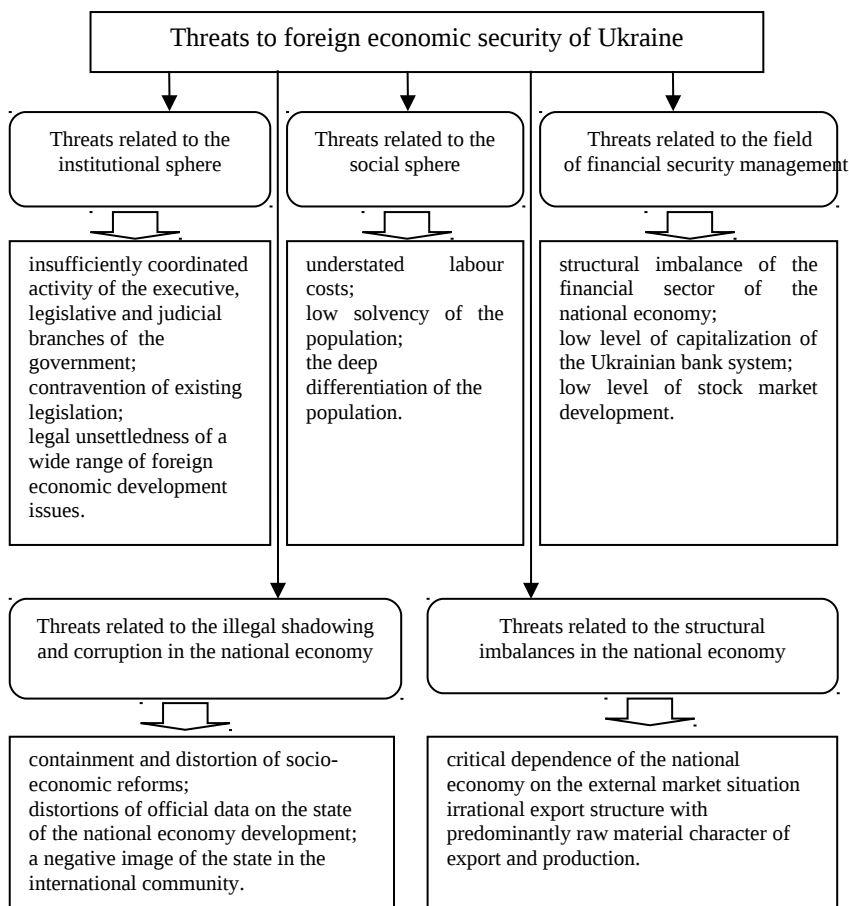 Threats to foreign economic security of Ukraine
Threats related to the
institutional sphere
Threats related to the
social sphere
Threats related to the field
of financial security management
insufficiently coordinated
activity of the executive,
legislative and judicial
branches of the
government;
contravention of existing
legislation;
legal unsettledness of a
wide range of foreign
economic development
issues.
understated labour
costs;
low solvency of the
population;
the deep
differentiation of the
population.
structural imbalance of the
financial sector of the
national economy;
low level of capitalization of
the Ukrainian bank system;
low level of stock market
development.
Threats related to the illegal shadowing
and corruption in the national economy
Threats related to the structural
imbalances in the national economy
containment and distortion of socio-
economic reforms;
distortions of official data on the state
of the national economy development;
a negative image of the state in the
international community.
critical dependence of the national
economy on the external market situation
irrational export structure with
predominantly raw material character of
export and production.